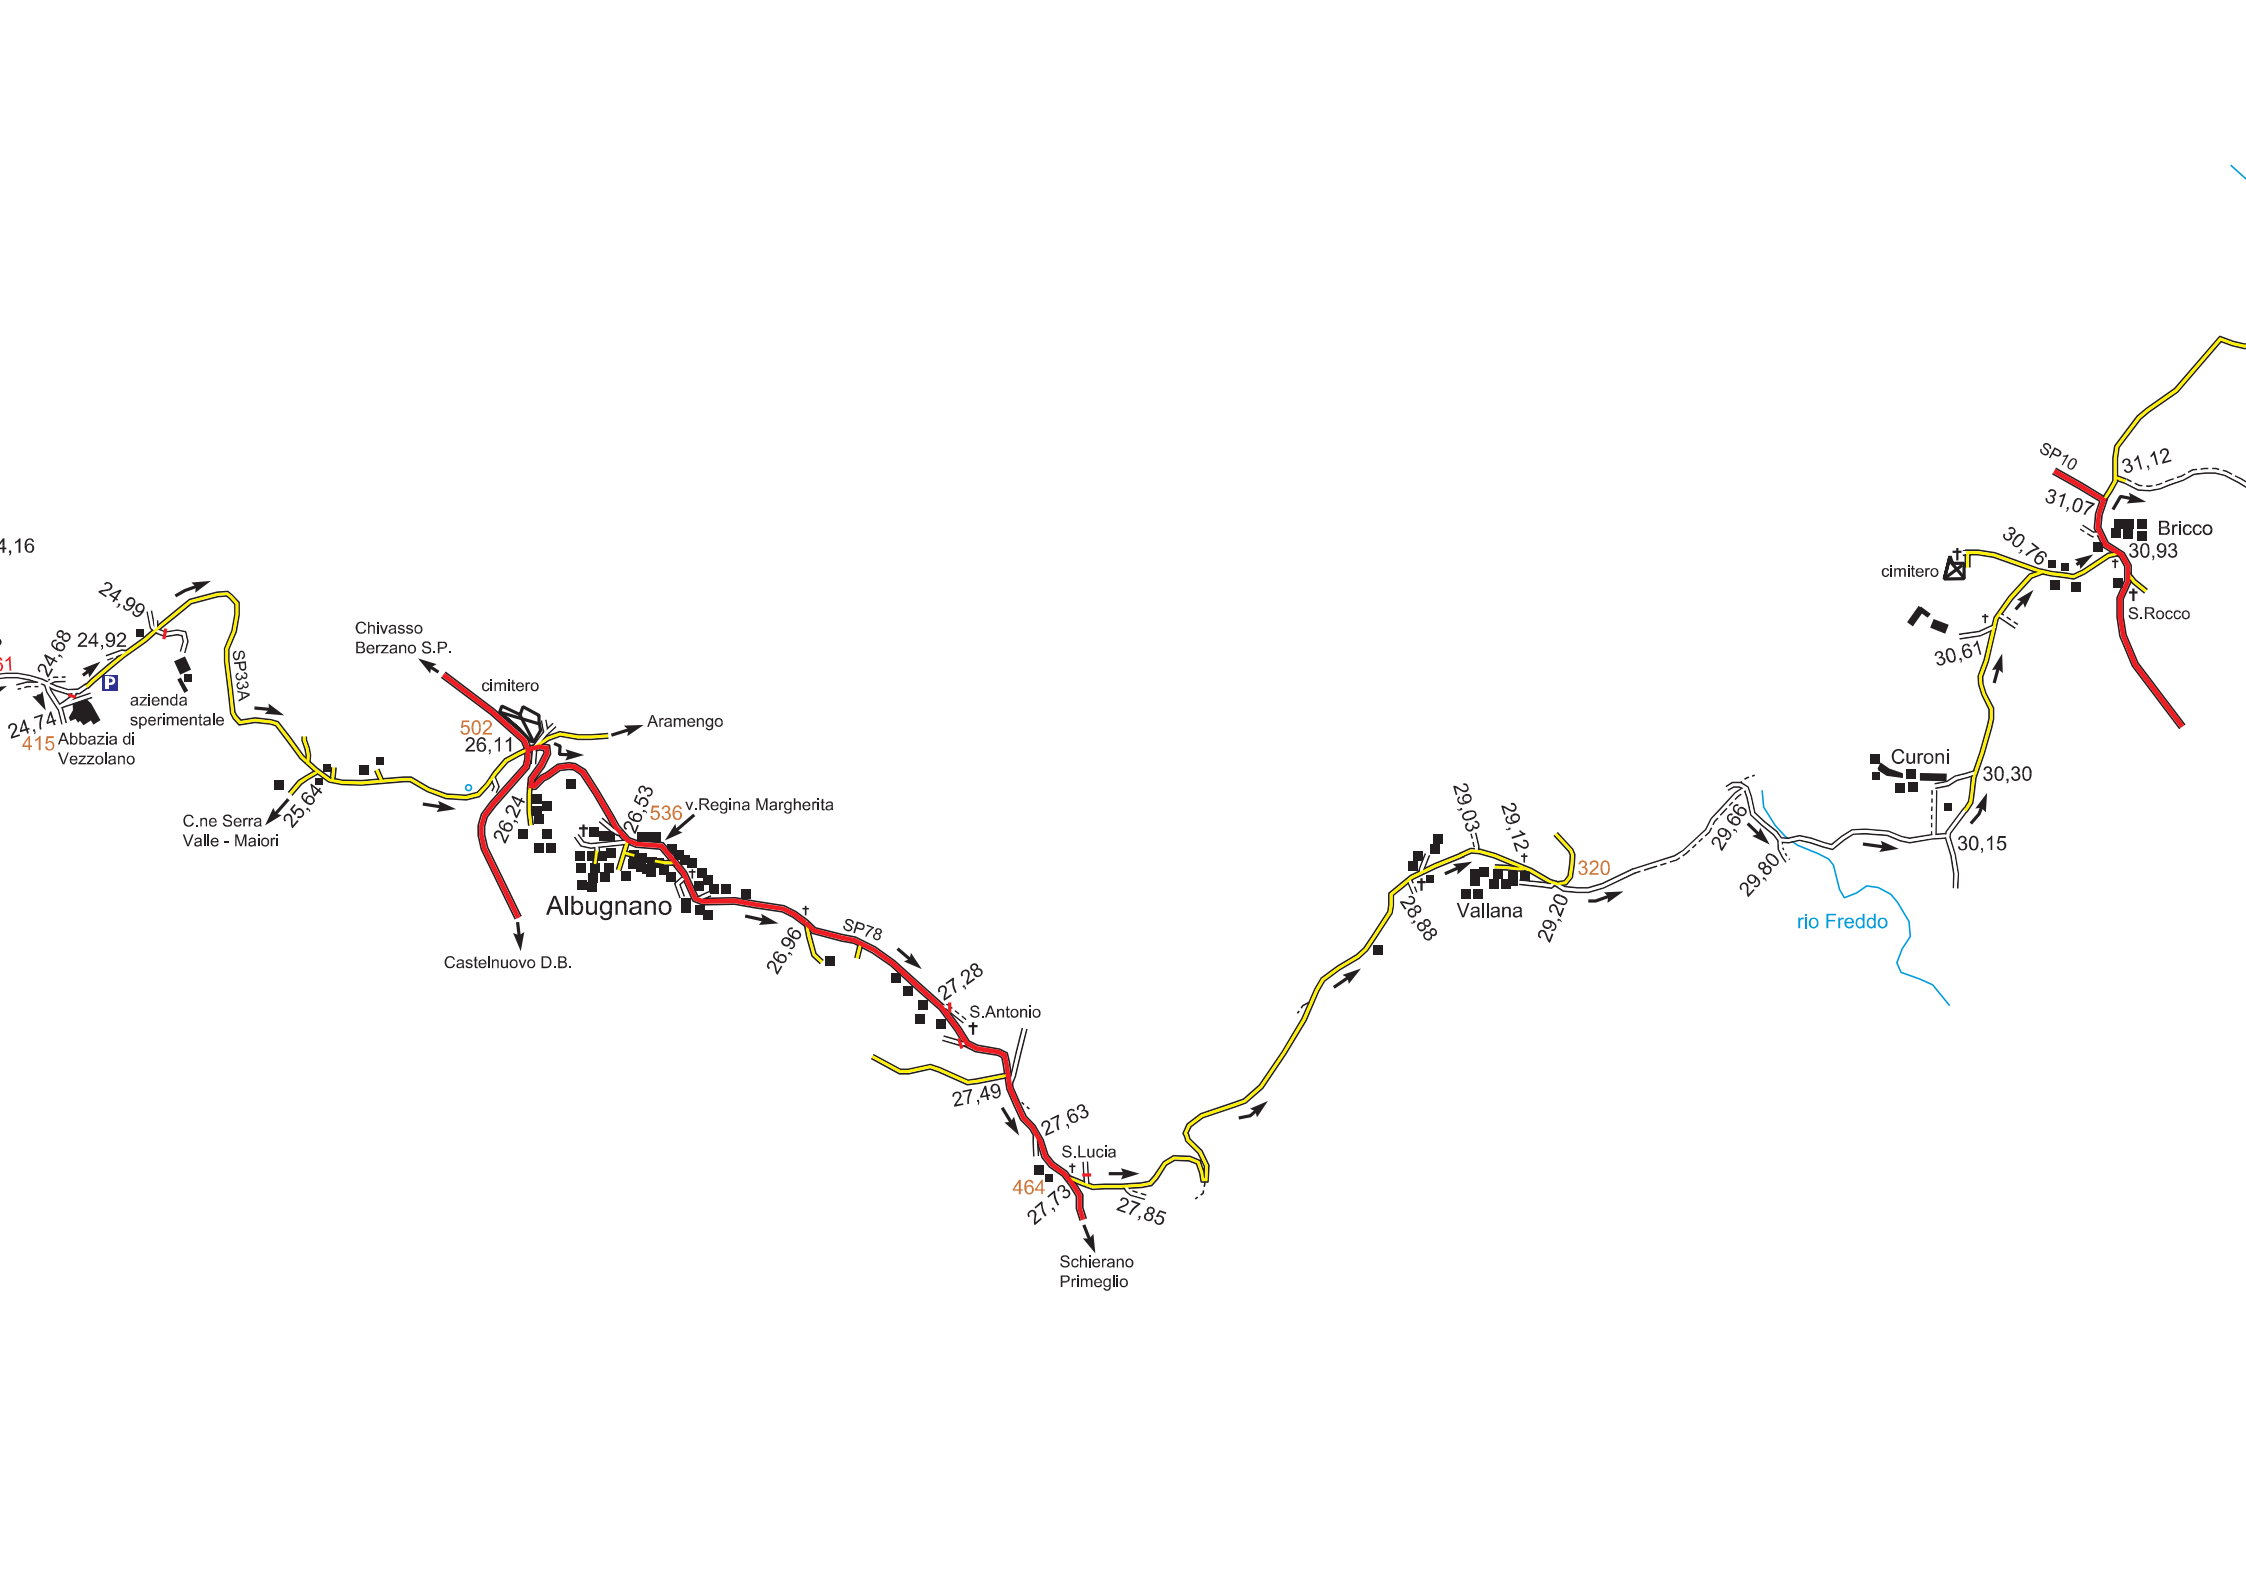 4,16
24,99
24,68
24,92
61
P
24,74
415
Abbazia di
Vezzolano
azienda
sperimentale
SP33A
25,64
C.ne Serra
Valle - Maiori
Chivasso
Berzano S.P.
cimitero
502
26,11
Aramengo
26,24
26,53
536
v.Regina Margherita
Albugnano
Castelnuovo D.B.
26,96
SP78
27,28
S.Antonio
27,49
27,63
S.Lucia
464
27,73
27,85
Schierano
Primeglio
28,88
29,03
29,12
Vallana
29,20
320
29,66
29,80
rio Freddo
Curoni
30,30
30,15
30,61
cimitero
30,76
SP10
31,07
31,12
Bricco
30,93
S.Rocco